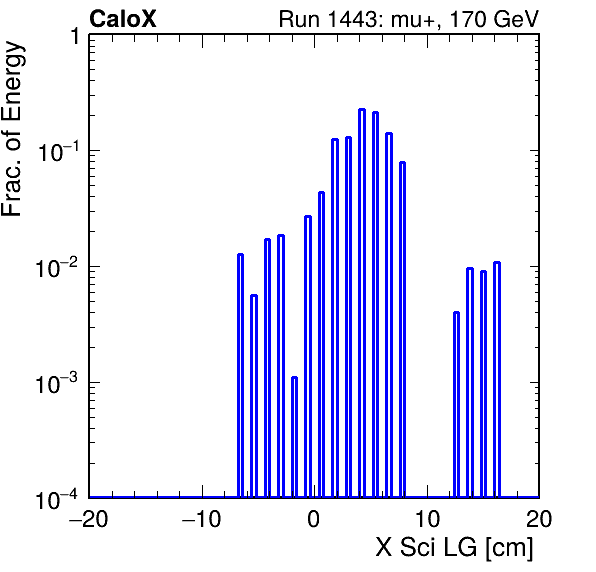 CaloX Run 1443: mu+, 170 GeV
Frac. of Energy
1
10⁻¹
10⁻²
10⁻³
10⁻⁴
−20 −10 0 10 20
X Sci LG [cm]